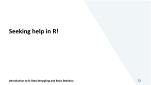 Seeking help in R!
Introduction to R: Data Wrangling and Basic Statistics